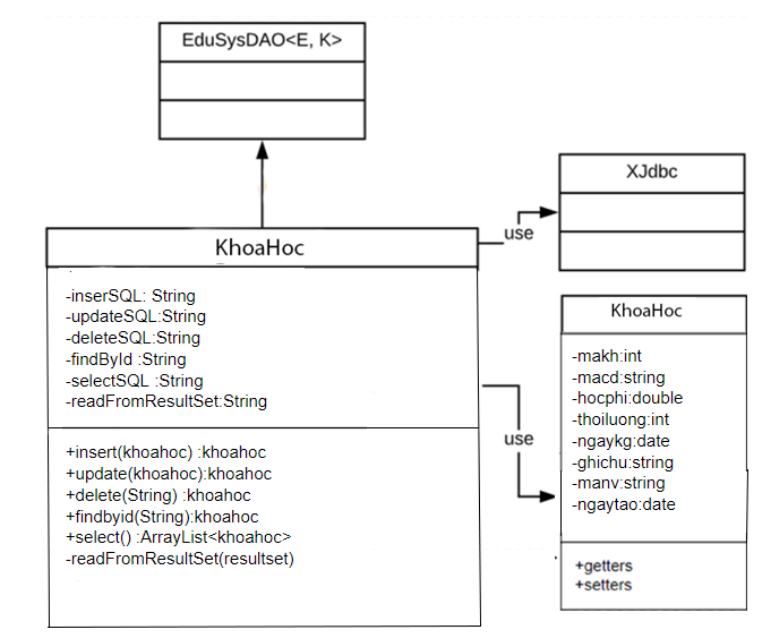 EduSysDAO<E, K>
XJdbc
use
KhoaHoc
-inserSQL: String
-updateSQL:String
-deleteSQL:String
-findById :String
-selectSQL :String
-readFromResultSet:String
+insert(khoahoc) :khoahoc
+update(khoahoc):khoahoc
+delete(String) :khoahoc
+findbyid(String):khoahoc
+select() :ArrayList<khoahoc>
-readFromResultSet(resultset)
use
KhoaHoc
-makh:int
-macd:string
-hocphi:double
-thoiluong:int
-ngaykg:date
-ghichu:string
-manv:string
-ngaytao:date
+getters
+setters